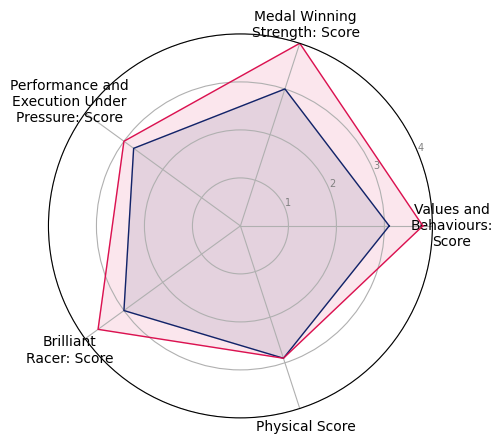 Medal Winning
Strength: Score
Performance and
Execution Under
Pressure: Score
4
3
2
1
Values and
Behaviours:
Score
Brilliant
Racer: Score
Physical Score